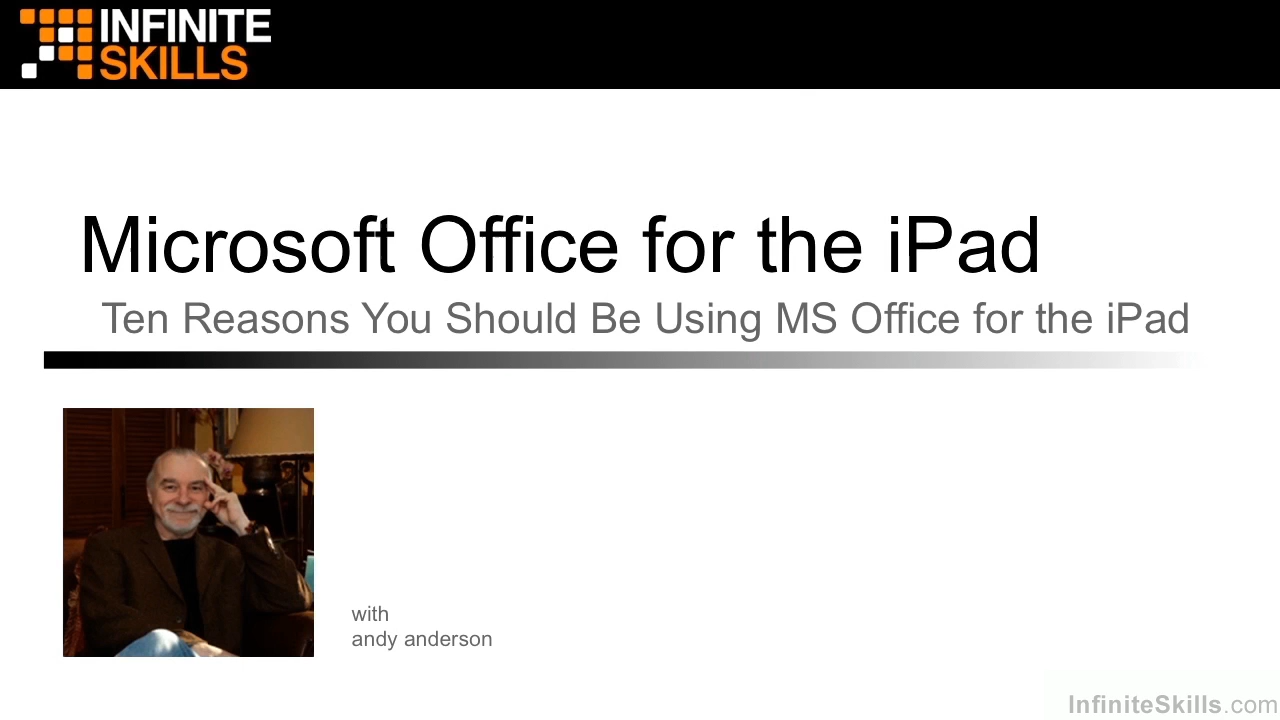 INFINITE
SKILLS
Microsoft Office for the iPad
Ten Reasons You Should Be Using MS Office for the iPad
with
andy anderson
InfiniteSkills.com